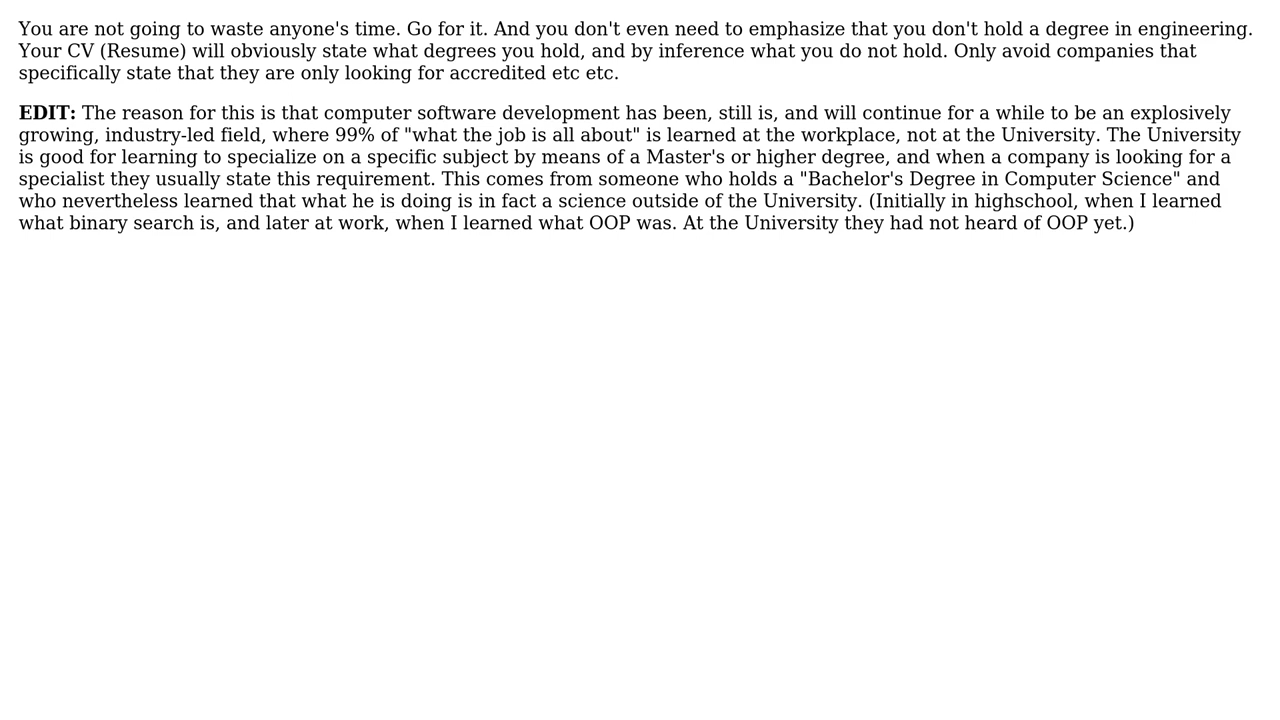 You are not going to waste anyone's time. Go for it. And you don't even need to emphasize that you don't hold a degree in engineering.
Your CV (Resume) will obviously state what degrees you hold, and by inference what you do not hold. Only avoid companies that
specifically state that they are only looking for accredited etc etc.
EDIT: The reason for this is that computer software development has been, still is, and will continue for a while to be an explosively
growing, industry-led field, where 99% of "what the job is all about" is learned at the workplace, not at the University. The University
is good for learning to specialize on a specific subject by means of a Master's or higher degree, and when a company is looking for a
specialist they usually state this requirement. This comes from someone who holds a "Bachelor's Degree in Computer Science" and
who nevertheless learned that what he is doing is in fact a science outside of the University. (Initially in highschool, when I learned
what binary search is, and later at work, when I learned what OOP was. At the University they had not heard of OOP yet.)